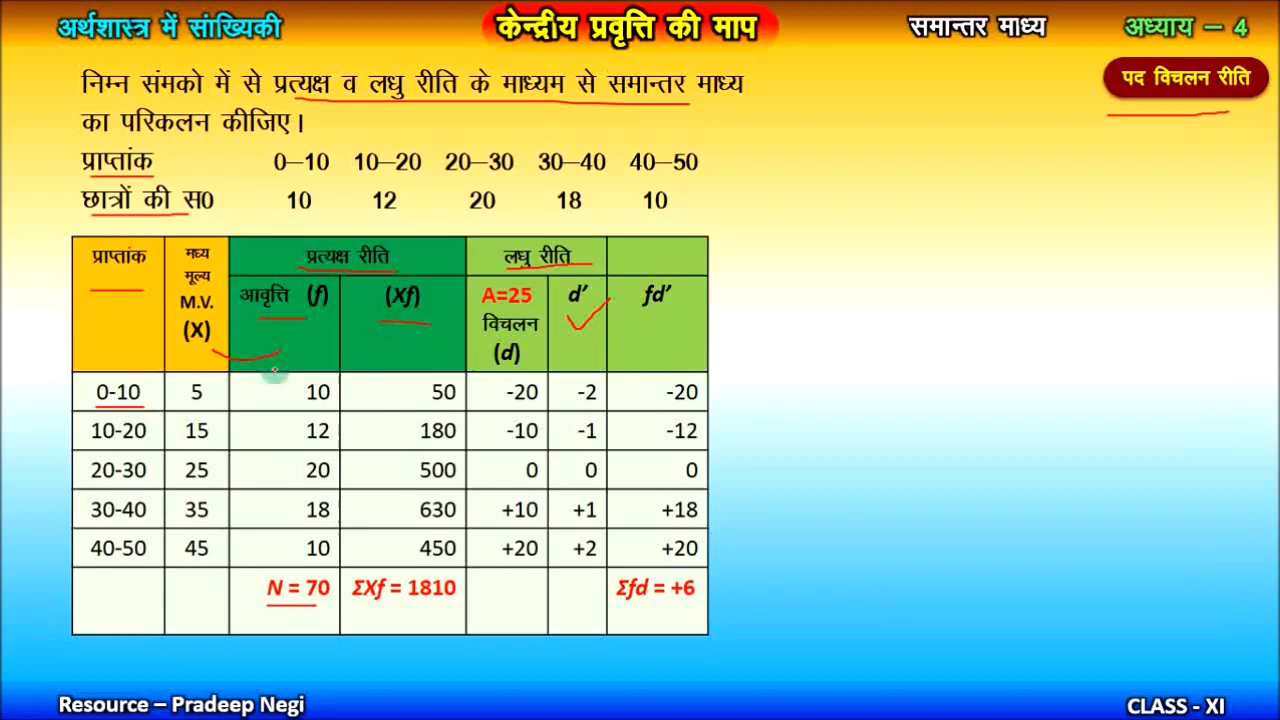 अर्थशास्त्र में सांख्यिकी केन्द्रीय प्रवृत्ति की माप समान्तर माध्य अध्याय – 4
पद विचलन रीति
निम्न संमको में से प्रत्यक्ष व लधु रीति के माध्यम से समान्तर माध्य
का परिकलन कीजिए।
प्राप्तांक 0–10 10–20 20–30 30–40 40–50
छात्रों की स0 10 12 20 18 10
प्राप्तांक मध्य मूल्य M.V. (X) प्रत्यक्ष रीति लघु रीति
आवृत्ति (f) (Xf) A=25 विचलन (d) d′ fd′
0-10 5 10 50 -20 -2 -20
10-20 15 12 180 -10 -1 -12
20-30 25 20 500 0 0 0
30-40 35 18 630 +10 +1 +18
40-50 45 10 450 +20 +2 +20
N = 70 ΣXf = 1810 Σfd = +6
Resource – Pradeep Negi CLASS - XI